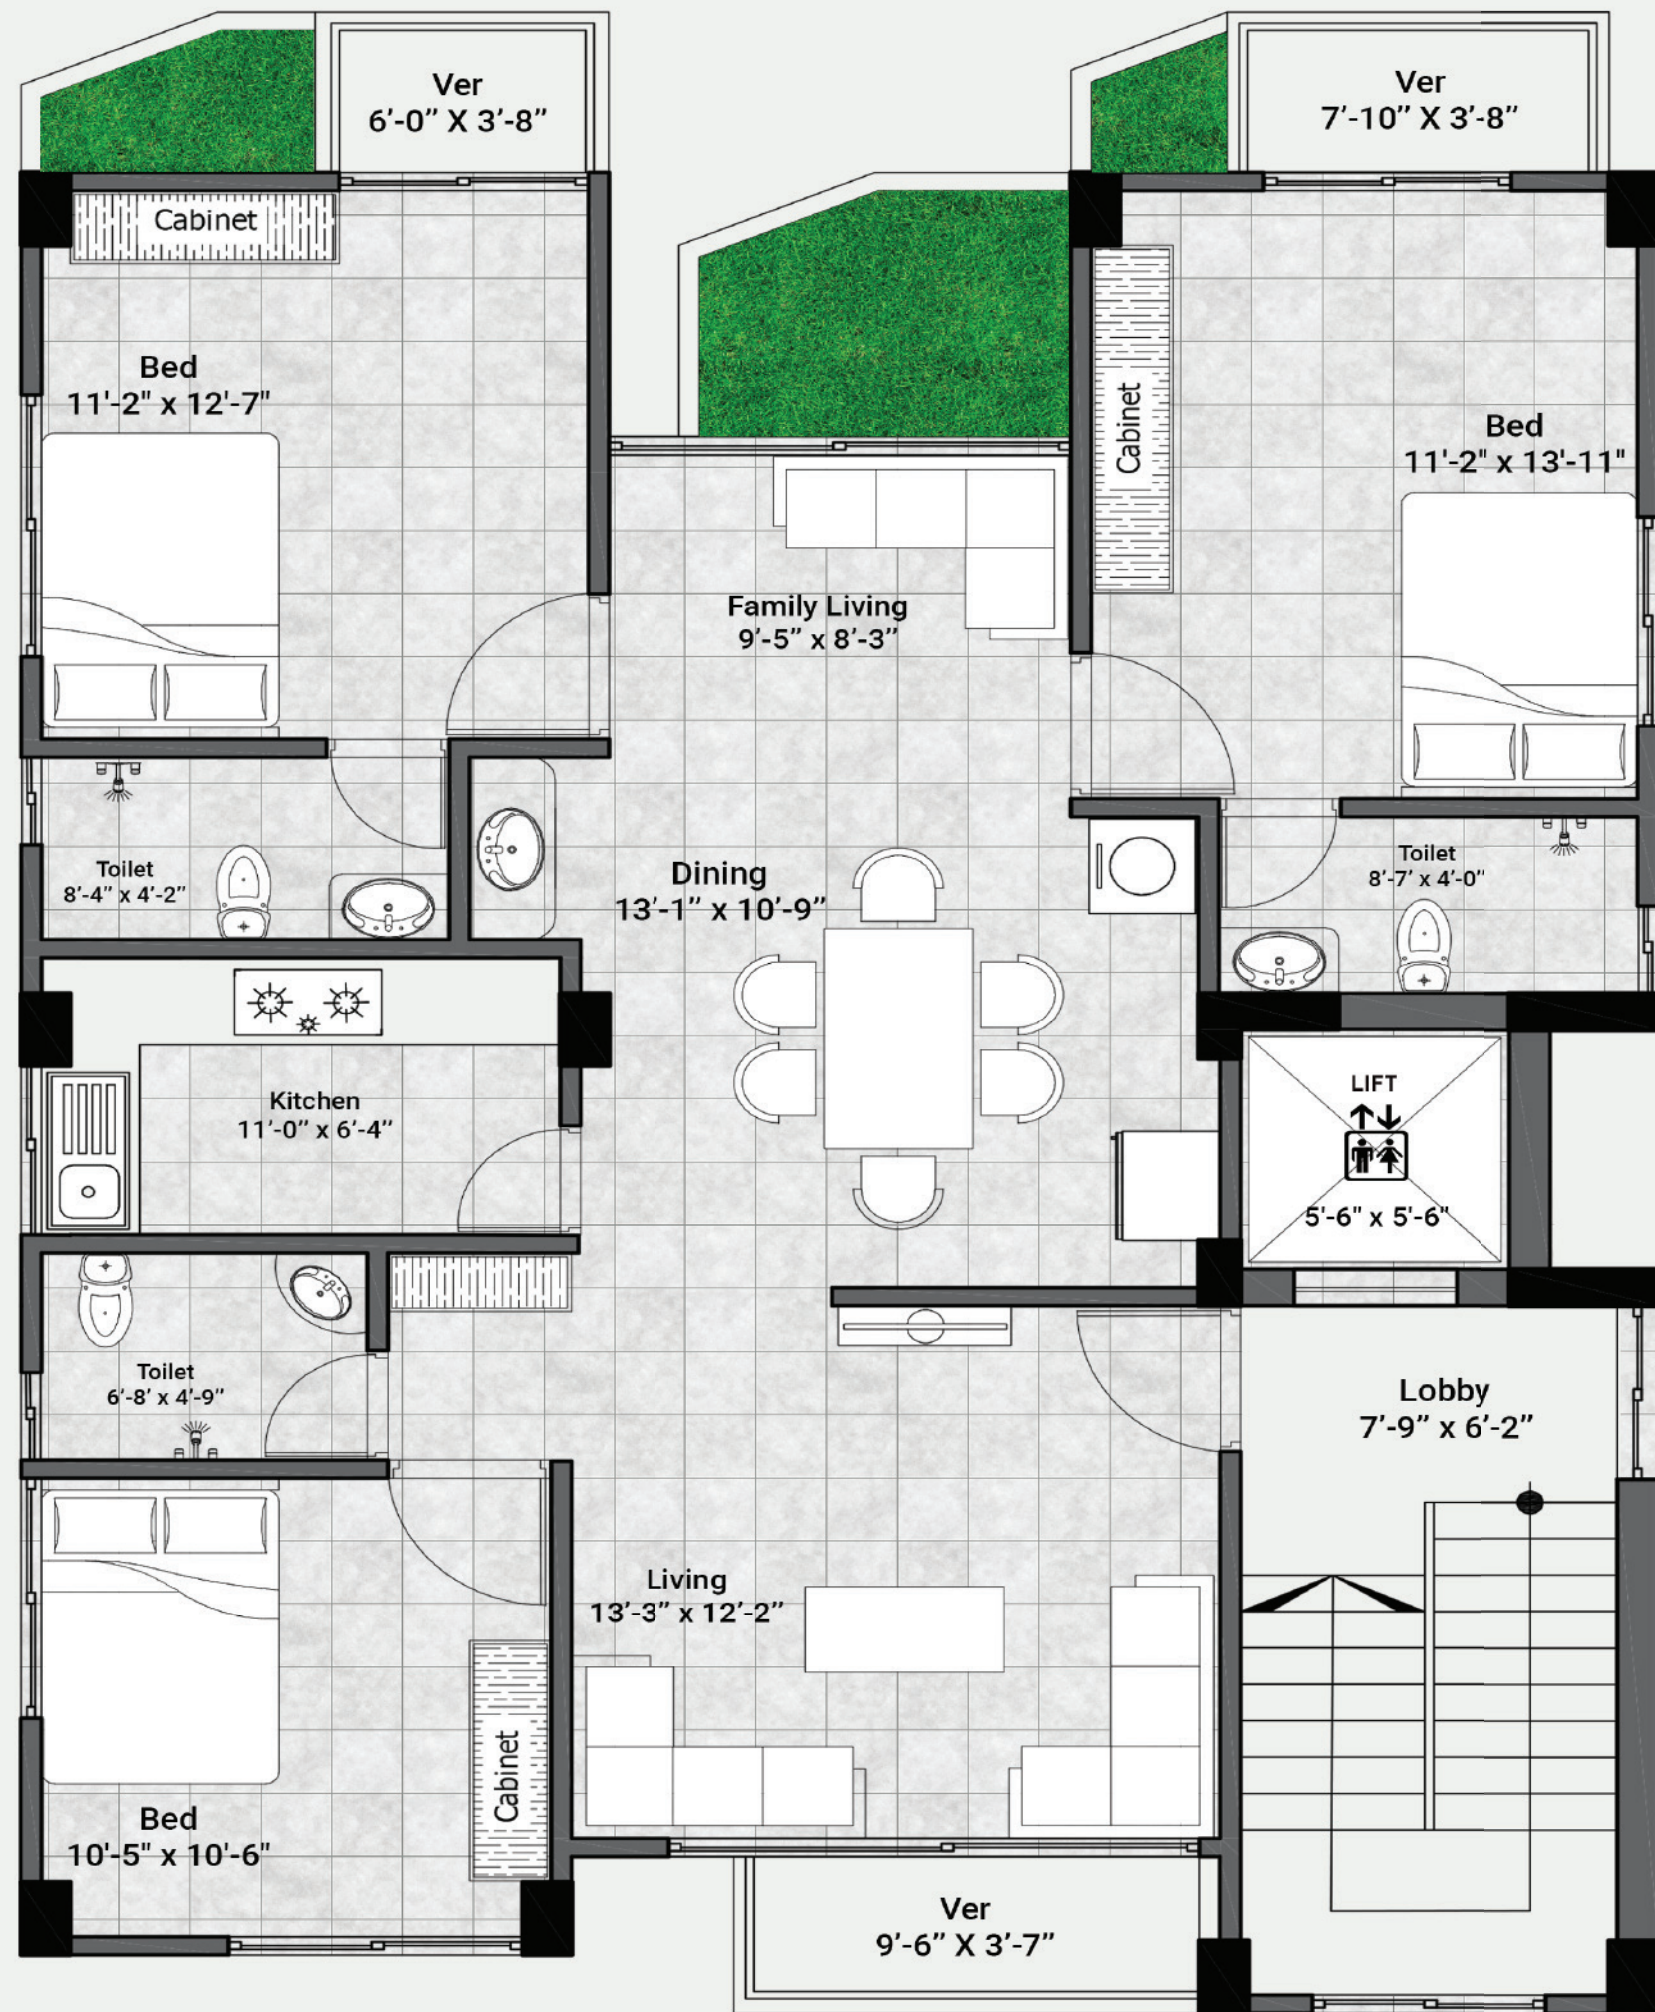 Ver
6’-0” X 3’-8”
Ver
7’-10” X 3’-8”
Cabinet
Bed
11'-2" x 12'-7"
Cabinet
Bed
11'-2" x 13'-11"
Family Living
9’-5” x 8’-3”
Toilet
8’-4” x 4’-2”
Dining
13’-1” x 10’-9”
Toilet
8’-7’ x 4’-0”
Kitchen
11’-0” x 6’-4”
LIFT
5'-6" x 5'-6"
Toilet
6’-8’ x 4’-9”
Lobby
7’-9” x 6’-2”
Living
13’-3” x 12’-2”
Cabinet
Bed
10'-5" x 10'-6"
Ver
9’-6” X 3’-7”